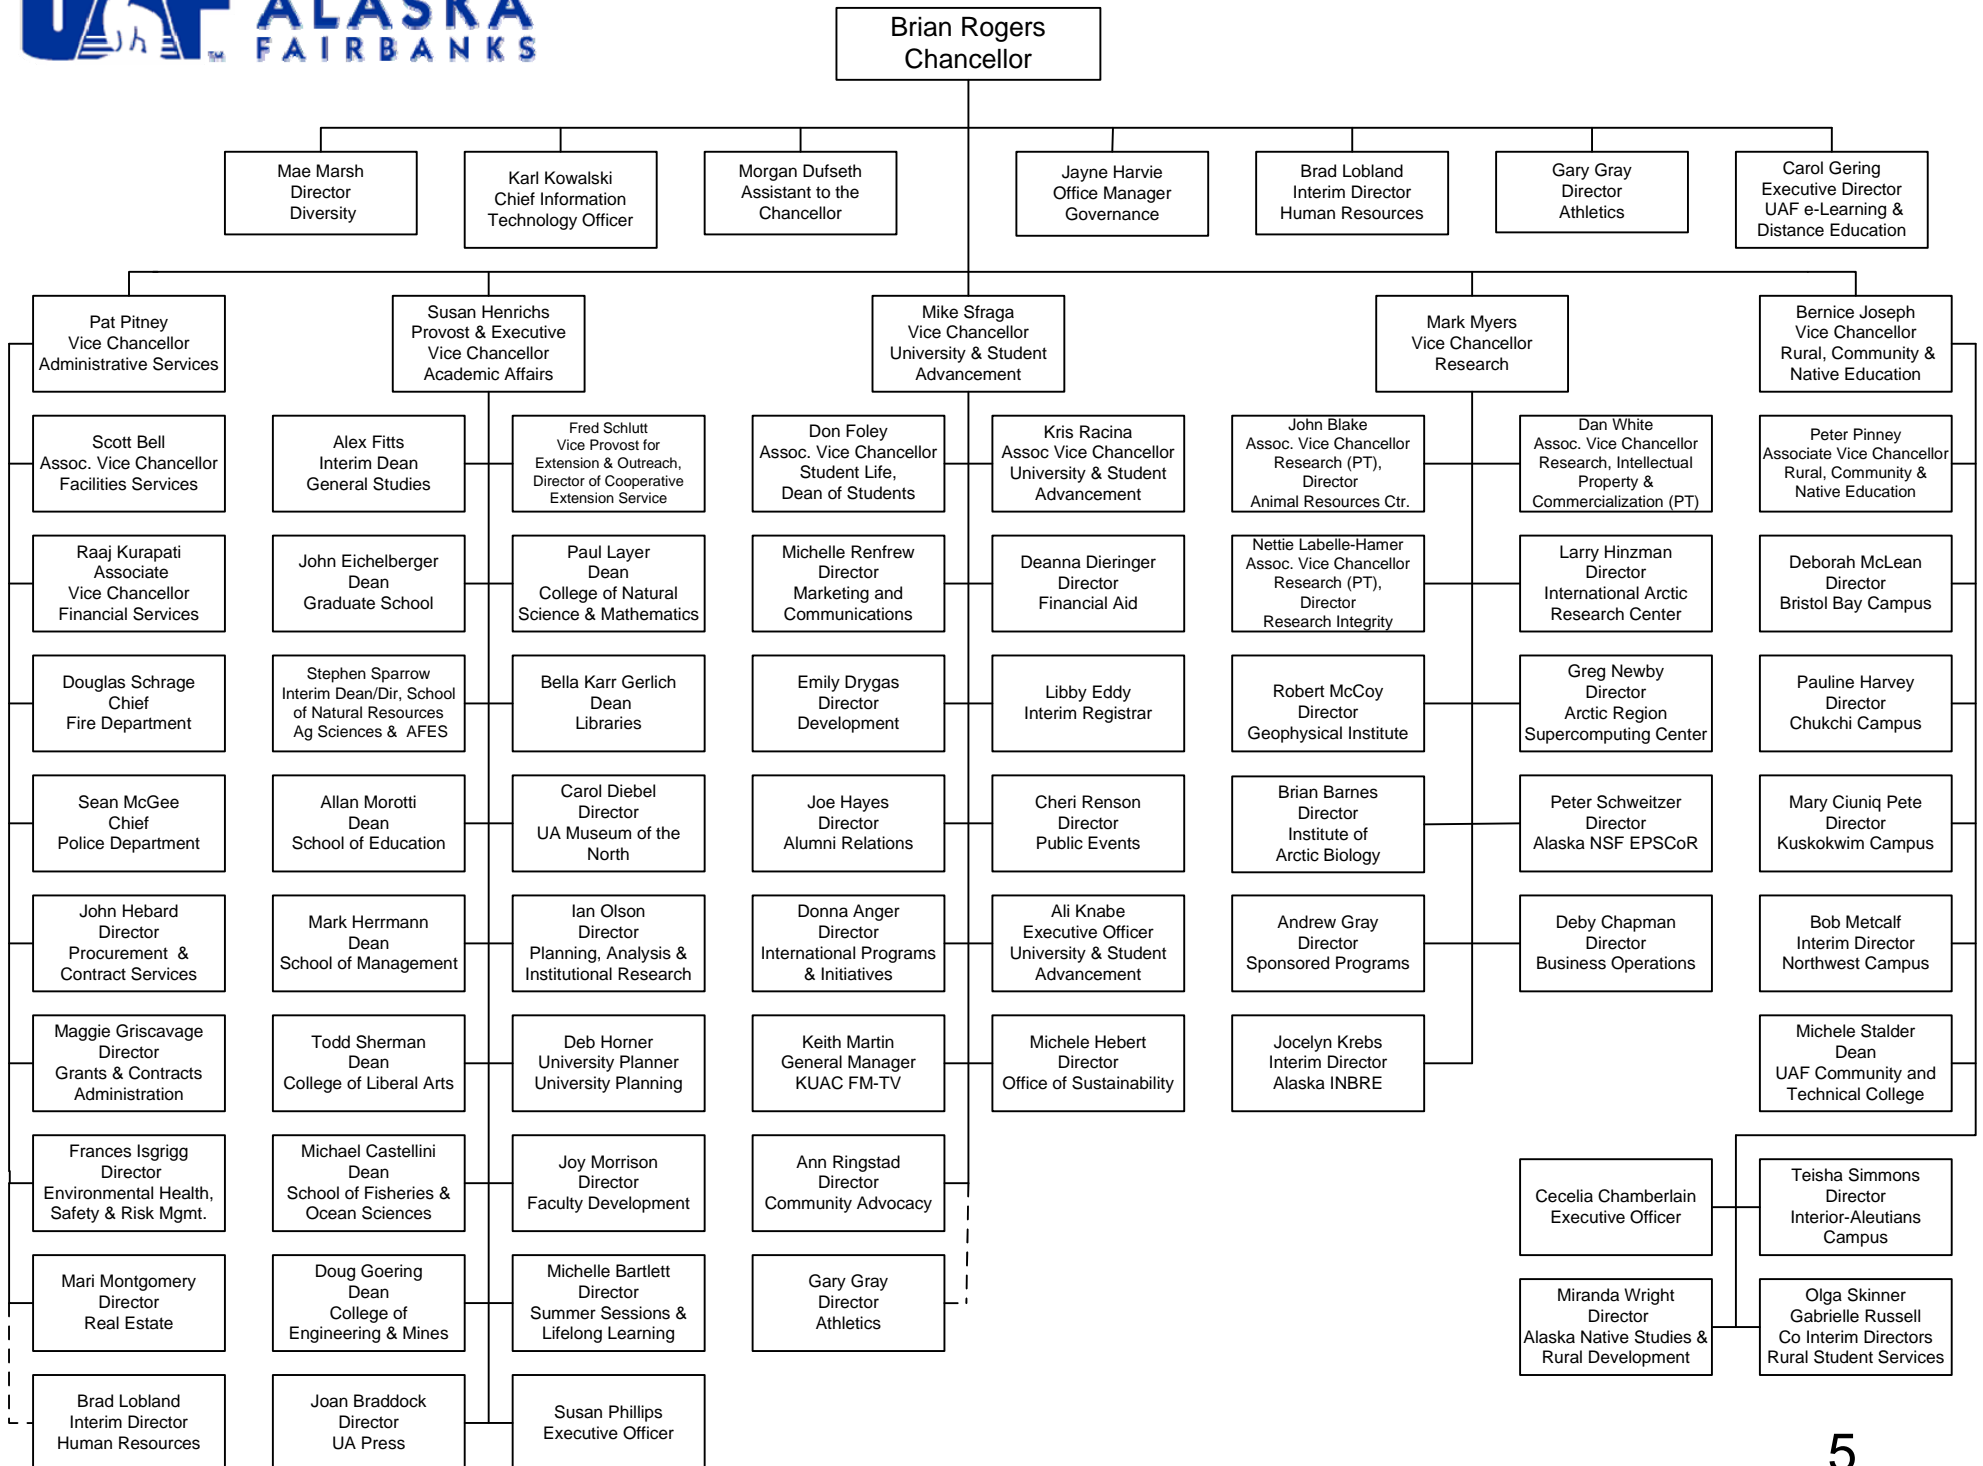 UAF
ALASKA
FAIRBANKS
TM
Brian Rogers
Chancellor
Mae Marsh
Director
Diversity
Karl Kowalski
Chief Information
Technology Officer
Morgan Dufseth
Assistant to the
Chancellor
Jayne Harvie
Office Manager
Governance
Brad Lobland
Interim Director
Human Resources
Gary Gray
Director
Athletics
Carol Gering
Executive Director
UAF e-Learning &
Distance Education
Pat Pitney
Vice Chancellor
Administrative Services
Susan Henrichs
Provost & Executive
Vice Chancellor
Academic Affairs
Mike Sfraga
Vice Chancellor
University & Student
Advancement
Mark Myers
Vice Chancellor
Research
Bernice Joseph
Vice Chancellor
Rural, Community &
Native Education
Scott Bell
Assoc. Vice Chancellor
Facilities Services
Alex Fitts
Interim Dean
General Studies
Fred Schlutt
Vice Provost for
Extension & Outreach,
Director of Cooperative
Extension Service
Don Foley
Assoc. Vice Chancellor
Student Life,
Dean of Students
Kris Racina
Assoc Vice Chancellor
University & Student
Advancement
John Blake
Assoc. Vice Chancellor
Research (PT),
Director
Animal Resources Ctr.
Dan White
Assoc. Vice Chancellor
Research, Intellectual
Property &
Commercialization (PT)
Peter Pinney
Associate Vice Chancellor
Rural, Community &
Native Education
Raaj Kurapati
Associate
Vice Chancellor
Financial Services
John Eichelberger
Dean
Graduate School
Paul Layer
Dean
College of Natural
Science & Mathematics
Michelle Renfrew
Director
Marketing and
Communications
Deanna Dieringer
Director
Financial Aid
Nettie Labelle-Hamer
Assoc. Vice Chancellor
Research (PT),
Director
Research Integrity
Larry Hinzman
Director
International Arctic
Research Center
Deborah McLean
Director
Bristol Bay Campus
Douglas Schrage
Chief
Fire Department
Stephen Sparrow
Interim Dean/Dir, School
of Natural Resources
Ag Sciences & AFES
Bella Karr Gerlich
Dean
Libraries
Emily Drygas
Director
Development
Libby Eddy
Interim Registrar
Robert McCoy
Director
Geophysical Institute
Greg Newby
Director
Arctic Region
Supercomputing Center
Pauline Harvey
Director
Chukchi Campus
Sean McGee
Chief
Police Department
Allan Morotti
Dean
School of Education
Carol Diebel
Director
UA Museum of the
North
Joe Hayes
Director
Alumni Relations
Cheri Renson
Director
Public Events
Brian Barnes
Director
Institute of
Arctic Biology
Peter Schweitzer
Director
Alaska NSF EPSCoR
Mary Ciuniq Pete
Director
Kuskokwim Campus
John Hebard
Director
Procurement &
Contract Services
Mark Herrmann
Dean
School of Management
Ian Olson
Director
Planning, Analysis &
Institutional Research
Donna Anger
Director
International Programs
& Initiatives
Ali Knabe
Executive Officer
University & Student
Advancement
Andrew Gray
Director
Sponsored Programs
Deby Chapman
Director
Business Operations
Bob Metcalf
Interim Director
Northwest Campus
Maggie Griscavage
Director
Grants & Contracts
Administration
Todd Sherman
Dean
College of Liberal Arts
Deb Horner
University Planner
University Planning
Keith Martin
General Manager
KUAC FM-TV
Michele Hebert
Director
Office of Sustainability
Jocelyn Krebs
Interim Director
Alaska INBRE
Michele Stalder
Dean
UAF Community and
Technical College
Frances Isgrigg
Director
Environmental Health,
Safety & Risk Mgmt.
Michael Castellini
Dean
School of Fisheries &
Ocean Sciences
Joy Morrison
Director
Faculty Development
Ann Ringstad
Director
Community Advocacy
Cecelia Chamberlain
Executive Officer
Teisha Simmons
Director
Interior-Aleutians
Campus
Mari Montgomery
Director
Real Estate
Doug Goering
Dean
College of
Engineering & Mines
Michelle Bartlett
Director
Summer Sessions &
Lifelong Learning
Gary Gray
Director
Athletics
Miranda Wright
Director
Alaska Native Studies &
Rural Development
Olga Skinner
Gabrielle Russell
Co Interim Directors
Rural Student Services
Brad Lobland
Interim Director
Human Resources
Joan Braddock
Director
UA Press
Susan Phillips
Executive Officer
5